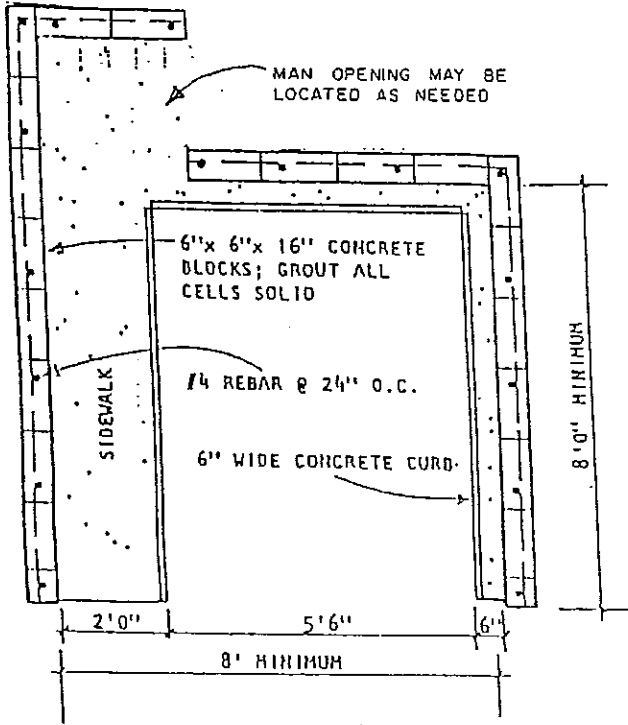 MAN OPENING MAY BE
LOCATED AS NEEDED
6"x 6"x 16" CONCRETE
BLOCKS; GROUT ALL
CELLS SOLID
#4 REBAR @ 24" O.C.
SIDEWALK
6" WIDE CONCRETE CURB
8'0" MINIMUM
2'0" 5'6" 6"
8' MINIMUM